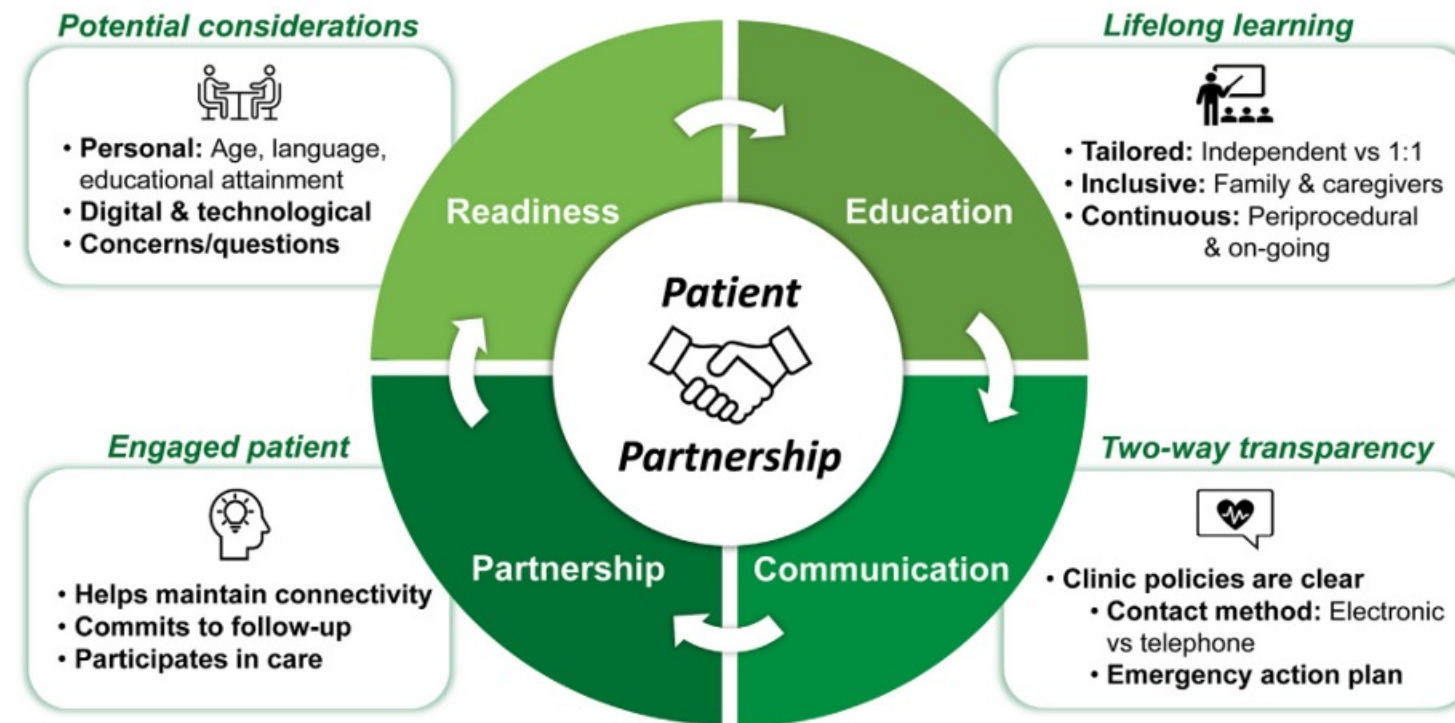 Potential considerations
• Personal: Age, language,
educational attainment
• Digital & technological
• Concerns/questions
Lifelong learning
• Tailored: Independent vs 1:1
• Inclusive: Family & caregivers
• Continuous: Periprocedural
& on-going
Readiness
Education
Patient
Partnership
Partnership
Communication
Engaged patient
• Helps maintain connectivity
• Commits to follow-up
• Participates in care
Two-way transparency
• Clinic policies are clear
• Contact method: Electronic
vs telephone
• Emergency action plan